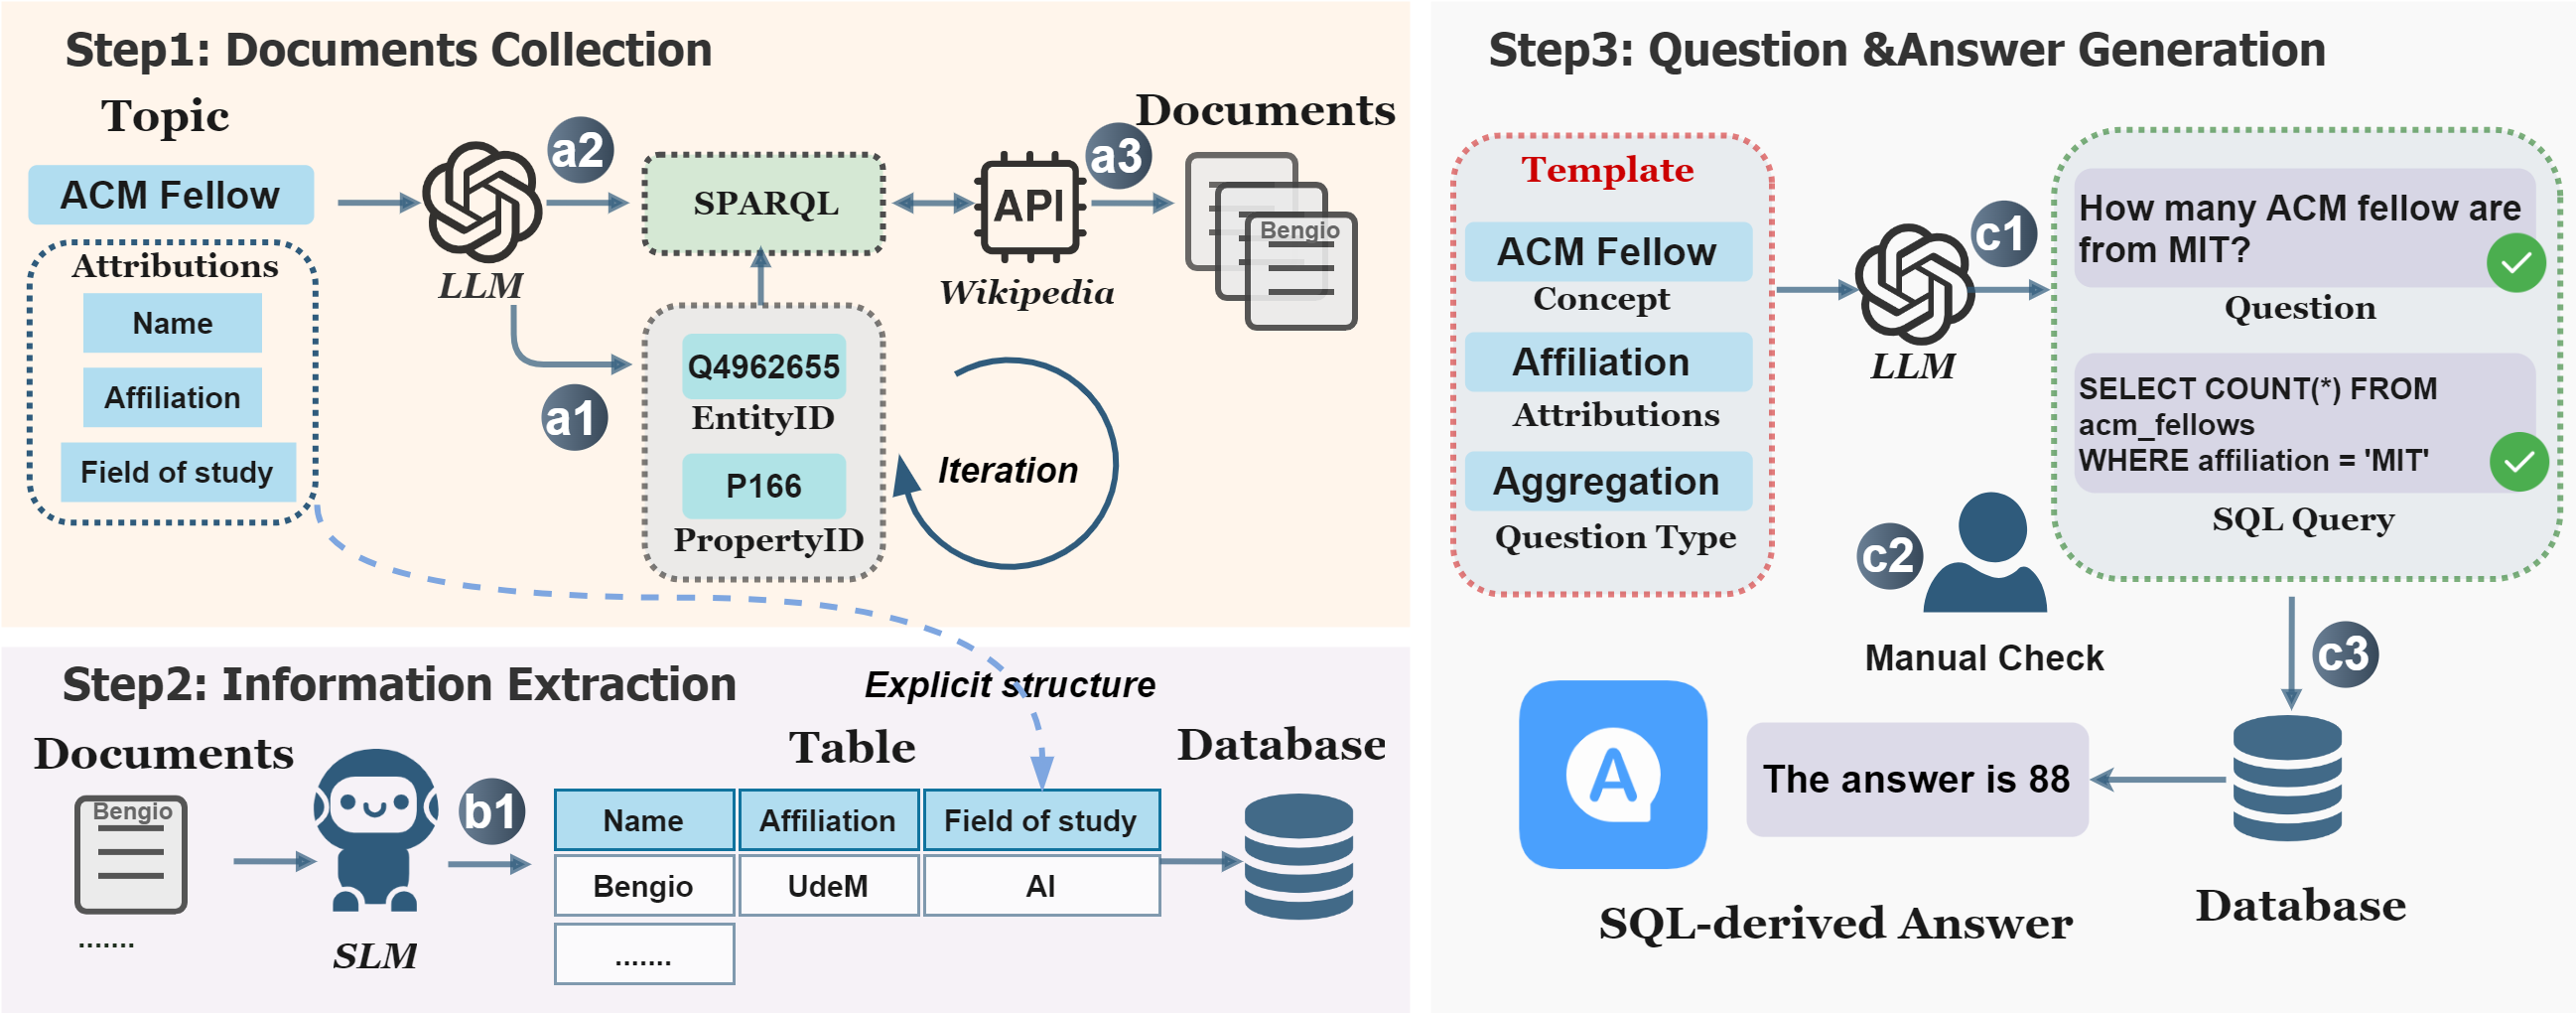 Step1: Documents Collection
Topic
ACM Fellow
Attributions
Name
Affiliation
Field of study
LLM
a2
a1
SPARQL
Q4962655
EntityID
P166
PropertyID
API
Wikipedia
Iteration
a3
Documents
Bengio
Step2: Information Extraction
Explicit structure
Documents
Bengio
.......
SLM
b1
Table
Name Affiliation Field of study
Bengio UdeM AI
.......
Database
Step3: Question &Answer Generation
Template
ACM Fellow
Concept
Affiliation
Attributions
Aggregation
Question Type
LLM
c1
How many ACM fellow are
from MIT?
Question
SELECT COUNT(*) FROM
acm_fellows
WHERE affiliation = 'MIT'
SQL Query
c2
Manual Check
c3
A
The answer is 88
SQL-derived Answer
Database